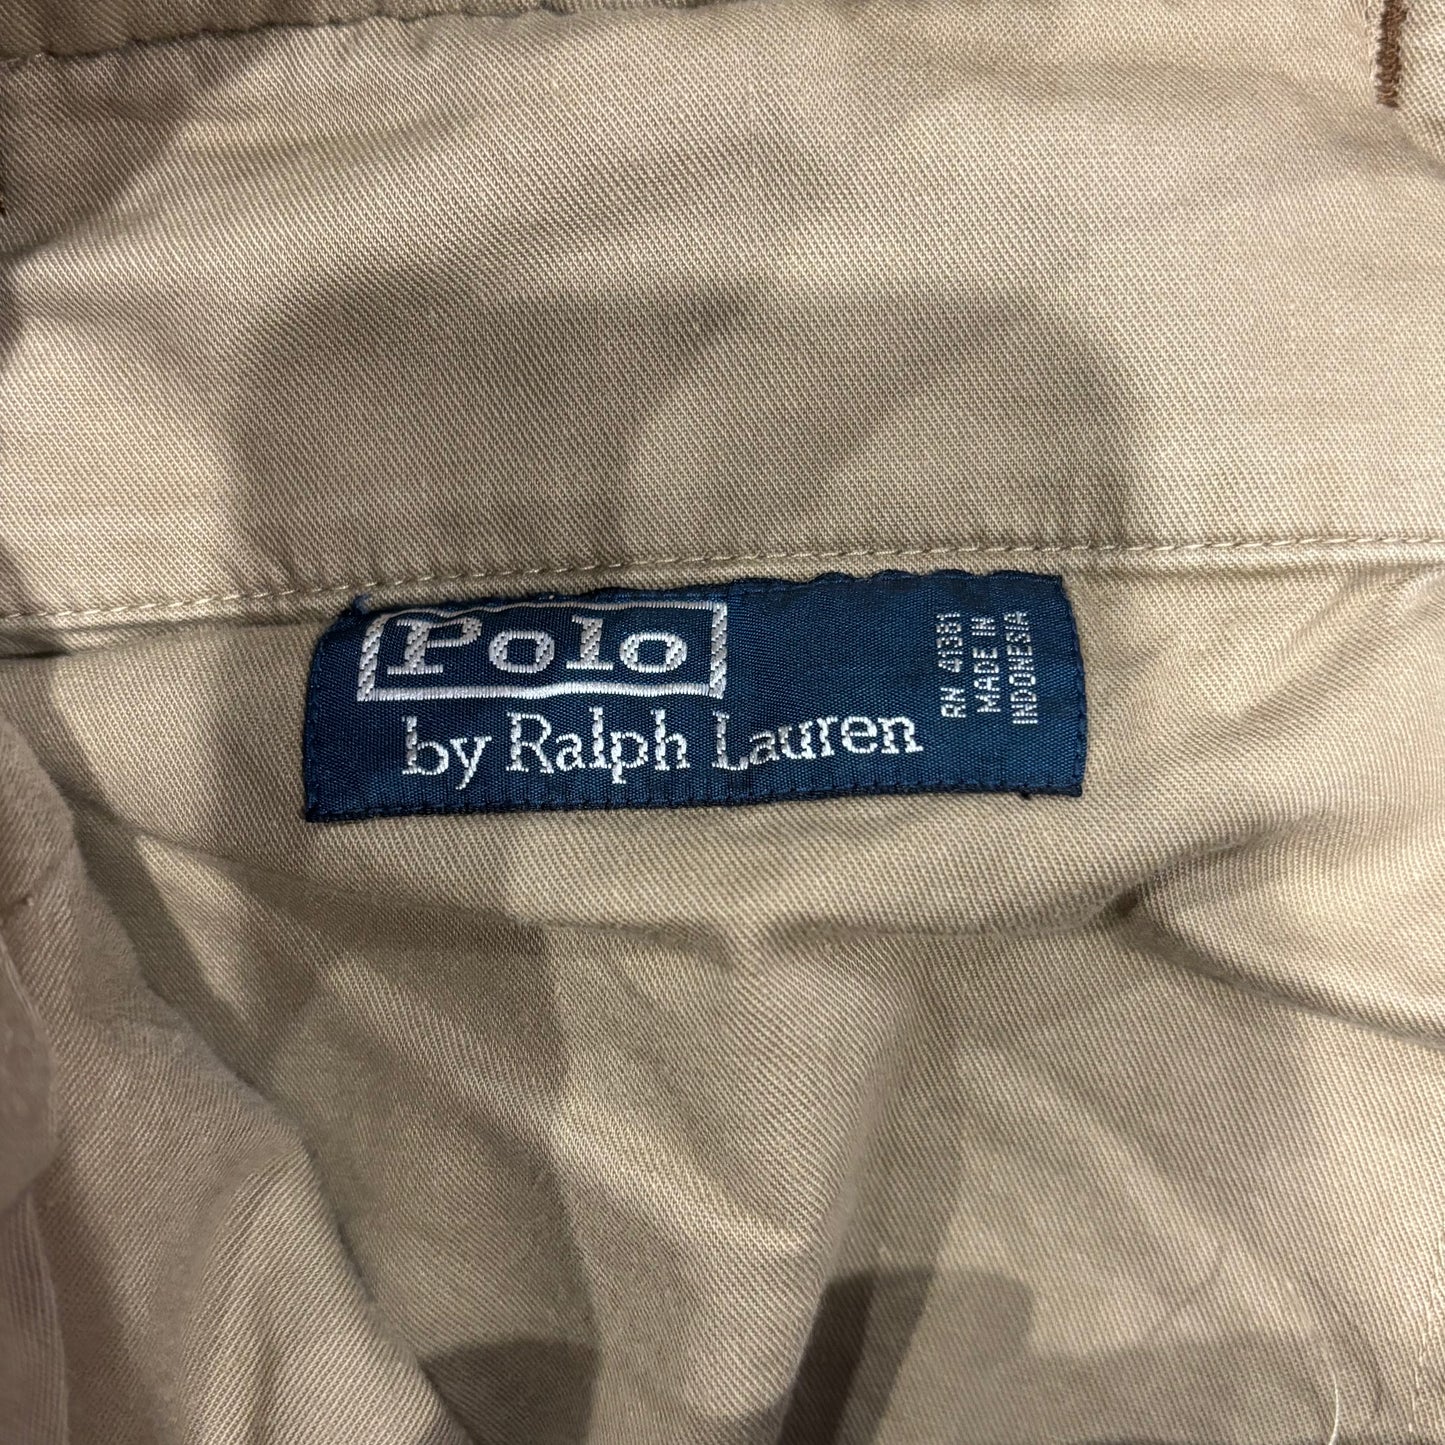 Polo
by Ralph Lauren
RN 41381
MADE IN
INDONESIA